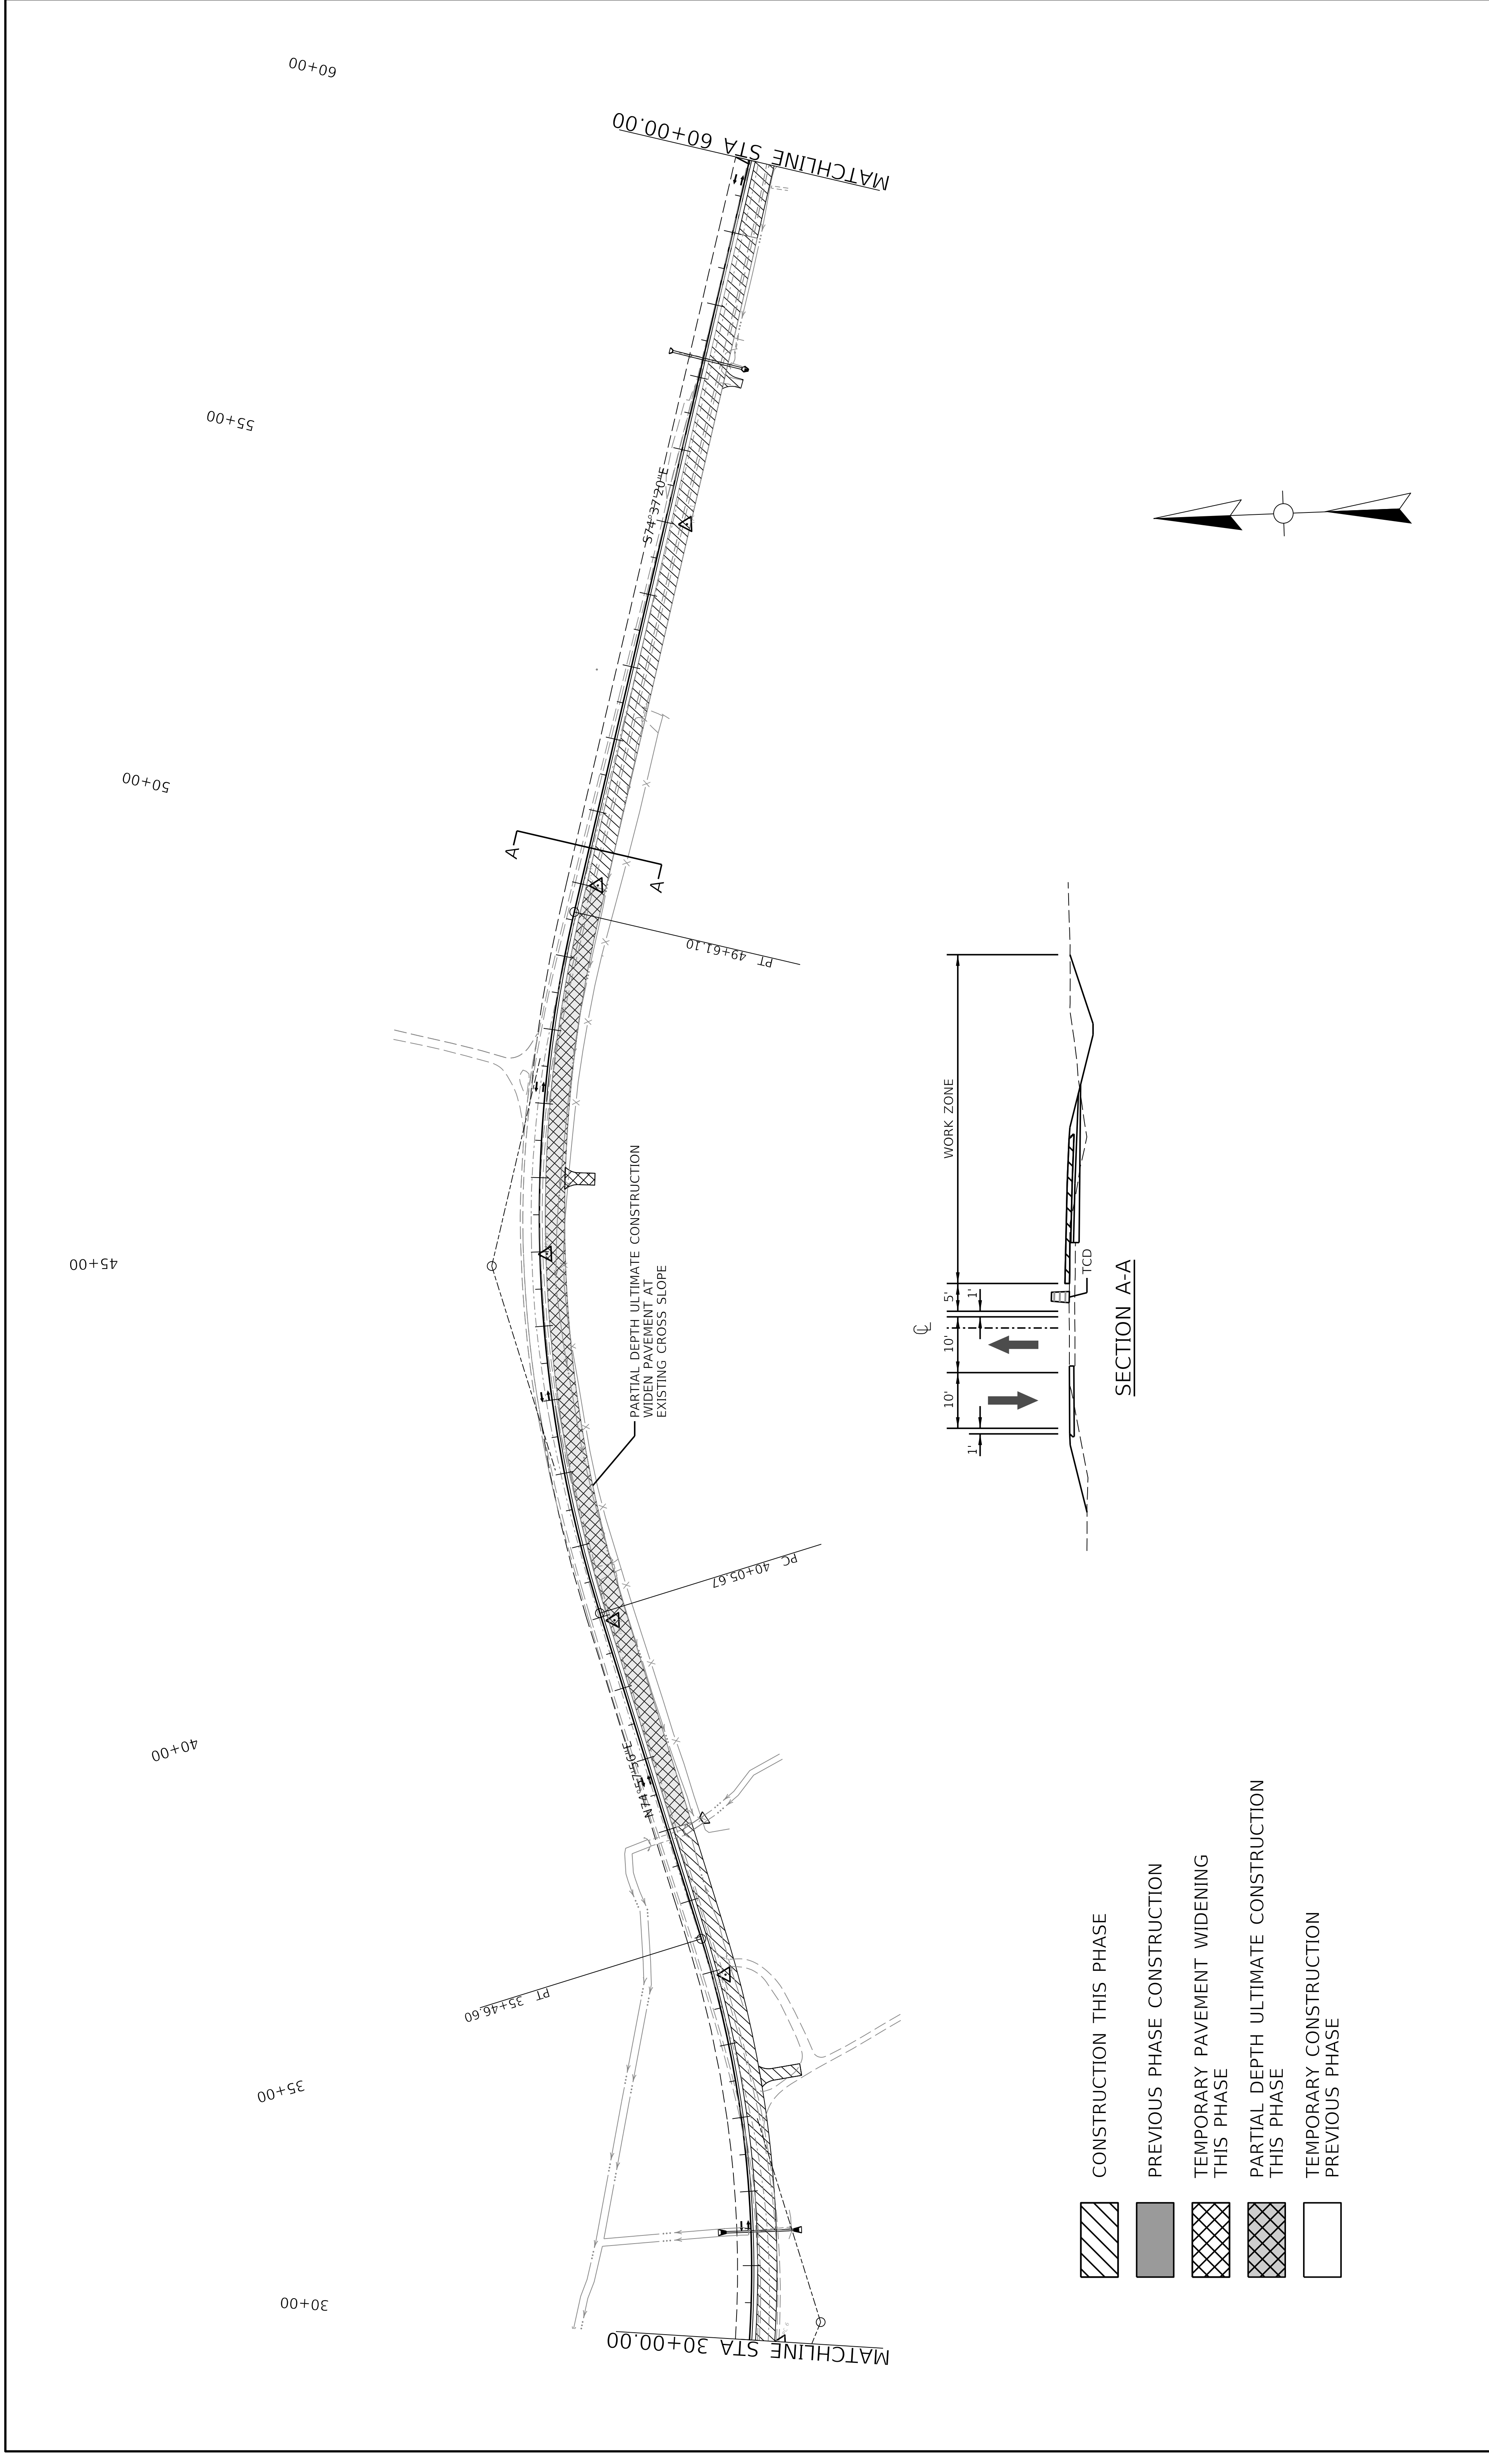 60+00
MATCHLINE STA 60+00.00
55+00
S74°37'20"E
50+00
A
A
PT 49+61.10
45+00
PARTIAL DEPTH ULTIMATE CONSTRUCTION
WIDEN PAVEMENT AT
EXISTING CROSS SLOPE
PC 40+05.67
40+00
N74°57'56"E
PT 35+46.60
35+00
30+00
MATCHLINE STA 30+00.00
WORK ZONE
5'
1'
10'
10'
1'
CL
TCD
SECTION A-A
CONSTRUCTION THIS PHASE
PREVIOUS PHASE CONSTRUCTION
TEMPORARY PAVEMENT WIDENING
THIS PHASE
PARTIAL DEPTH ULTIMATE CONSTRUCTION
THIS PHASE
TEMPORARY CONSTRUCTION
PREVIOUS PHASE